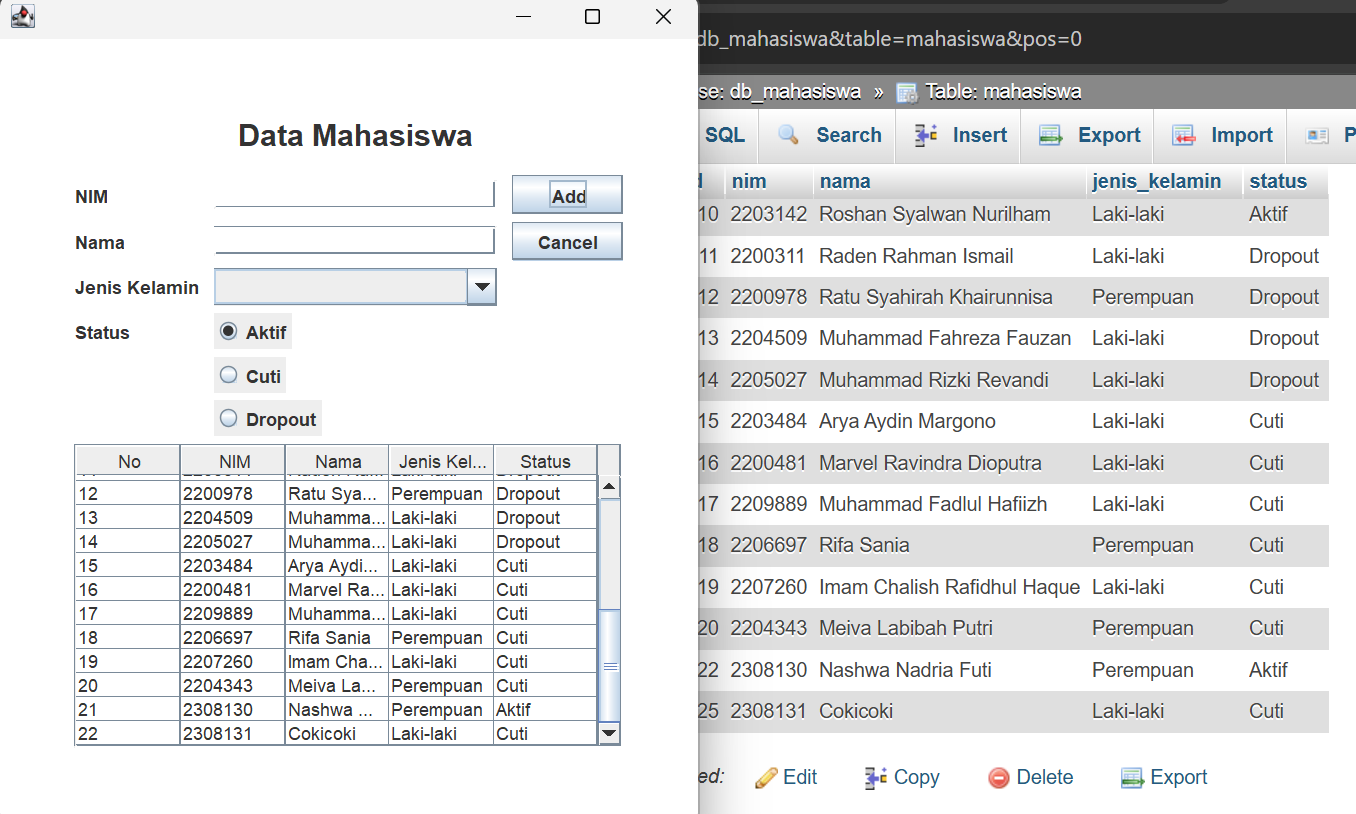 Data Mahasiswa
NIM
Add
Nama
Cancel
Jenis Kelamin
Status
Aktif
Cuti
Dropout
No NIM Nama Jenis Kel... Status
12 2200978 Ratu Sya... Perempuan Dropout
13 2204509 Muhamma... Laki-laki Dropout
14 2205027 Muhamma... Laki-laki Dropout
15 2203484 Arya Aydi... Laki-laki Cuti
16 2200481 Marvel Ra... Laki-laki Cuti
17 2209889 Muhamma... Laki-laki Cuti
18 2206697 Rifa Sania Perempuan Cuti
19 2207260 Imam Cha... Laki-laki Cuti
20 2204343 Meiva La... Perempuan Cuti
21 2308130 Nashwa ... Perempuan Aktif
22 2308131 Cokicoki Laki-laki Cuti
db_mahasiswa&table=mahasiswa&pos=0
se: db_mahasiswa » Table: mahasiswa
SQL Search Insert Export Import P
d nim nama jenis_kelamin status
10 2203142 Roshan Syalwan Nurilham Laki-laki Aktif
11 2200311 Raden Rahman Ismail Laki-laki Dropout
12 2200978 Ratu Syahirah Khairunnisa Perempuan Dropout
13 2204509 Muhammad Fahreza Fauzan Laki-laki Dropout
14 2205027 Muhammad Rizki Revandi Laki-laki Dropout
15 2203484 Arya Aydin Margono Laki-laki Cuti
16 2200481 Marvel Ravindra Dioputra Laki-laki Cuti
17 2209889 Muhammad Fadlul Hafiizh Laki-laki Cuti
18 2206697 Rifa Sania Perempuan Cuti
19 2207260 Imam Chalish Rafidhul Haque Laki-laki Cuti
20 2204343 Meiva Labibah Putri Perempuan Cuti
22 2308130 Nashwa Nadria Futi Perempuan Aktif
25 2308131 Cokicoki Laki-laki Cuti
ed: Edit Copy Delete Export